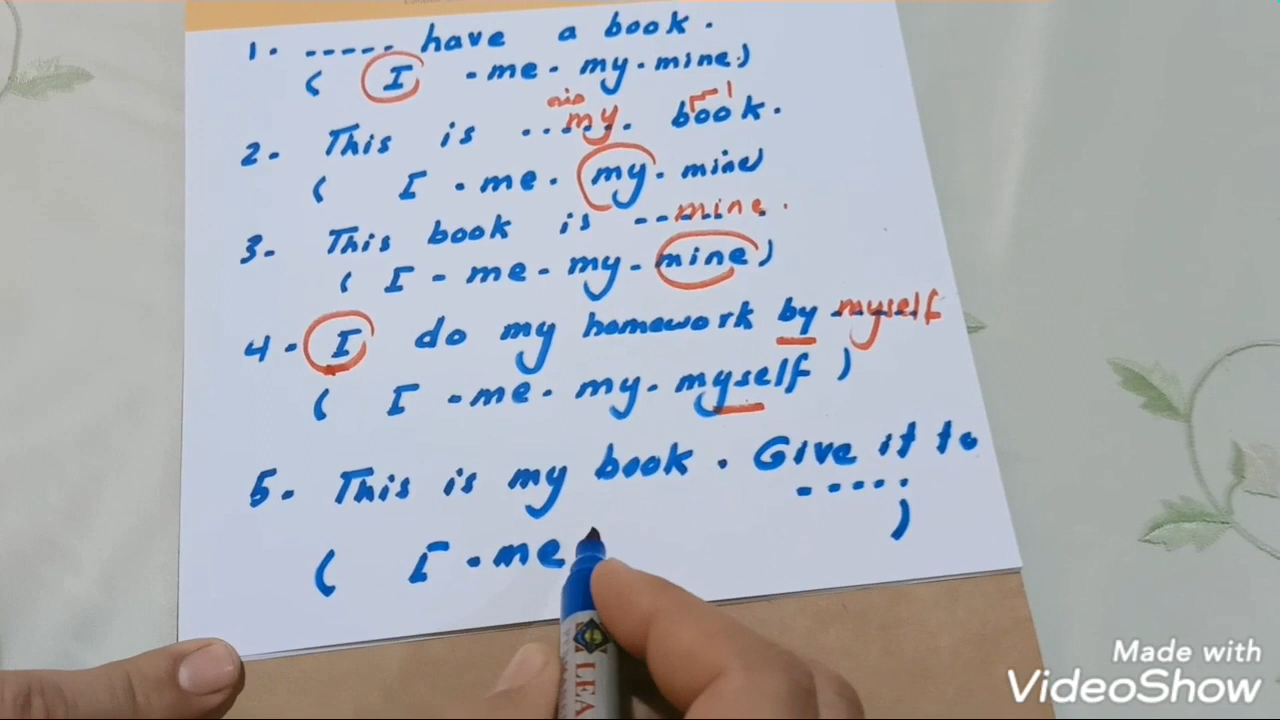 1. ----- have a book.
( I - me - my - mine )
2- This is ..my... book.
( I - me - my - mine
3- This book is --mine.
( I - me - my - mine )
4- I do my homework by myself
( I - me - my - myself )
5- This is my book. Give it to
.....
( I - me )
LEA
Made with
VideoShow